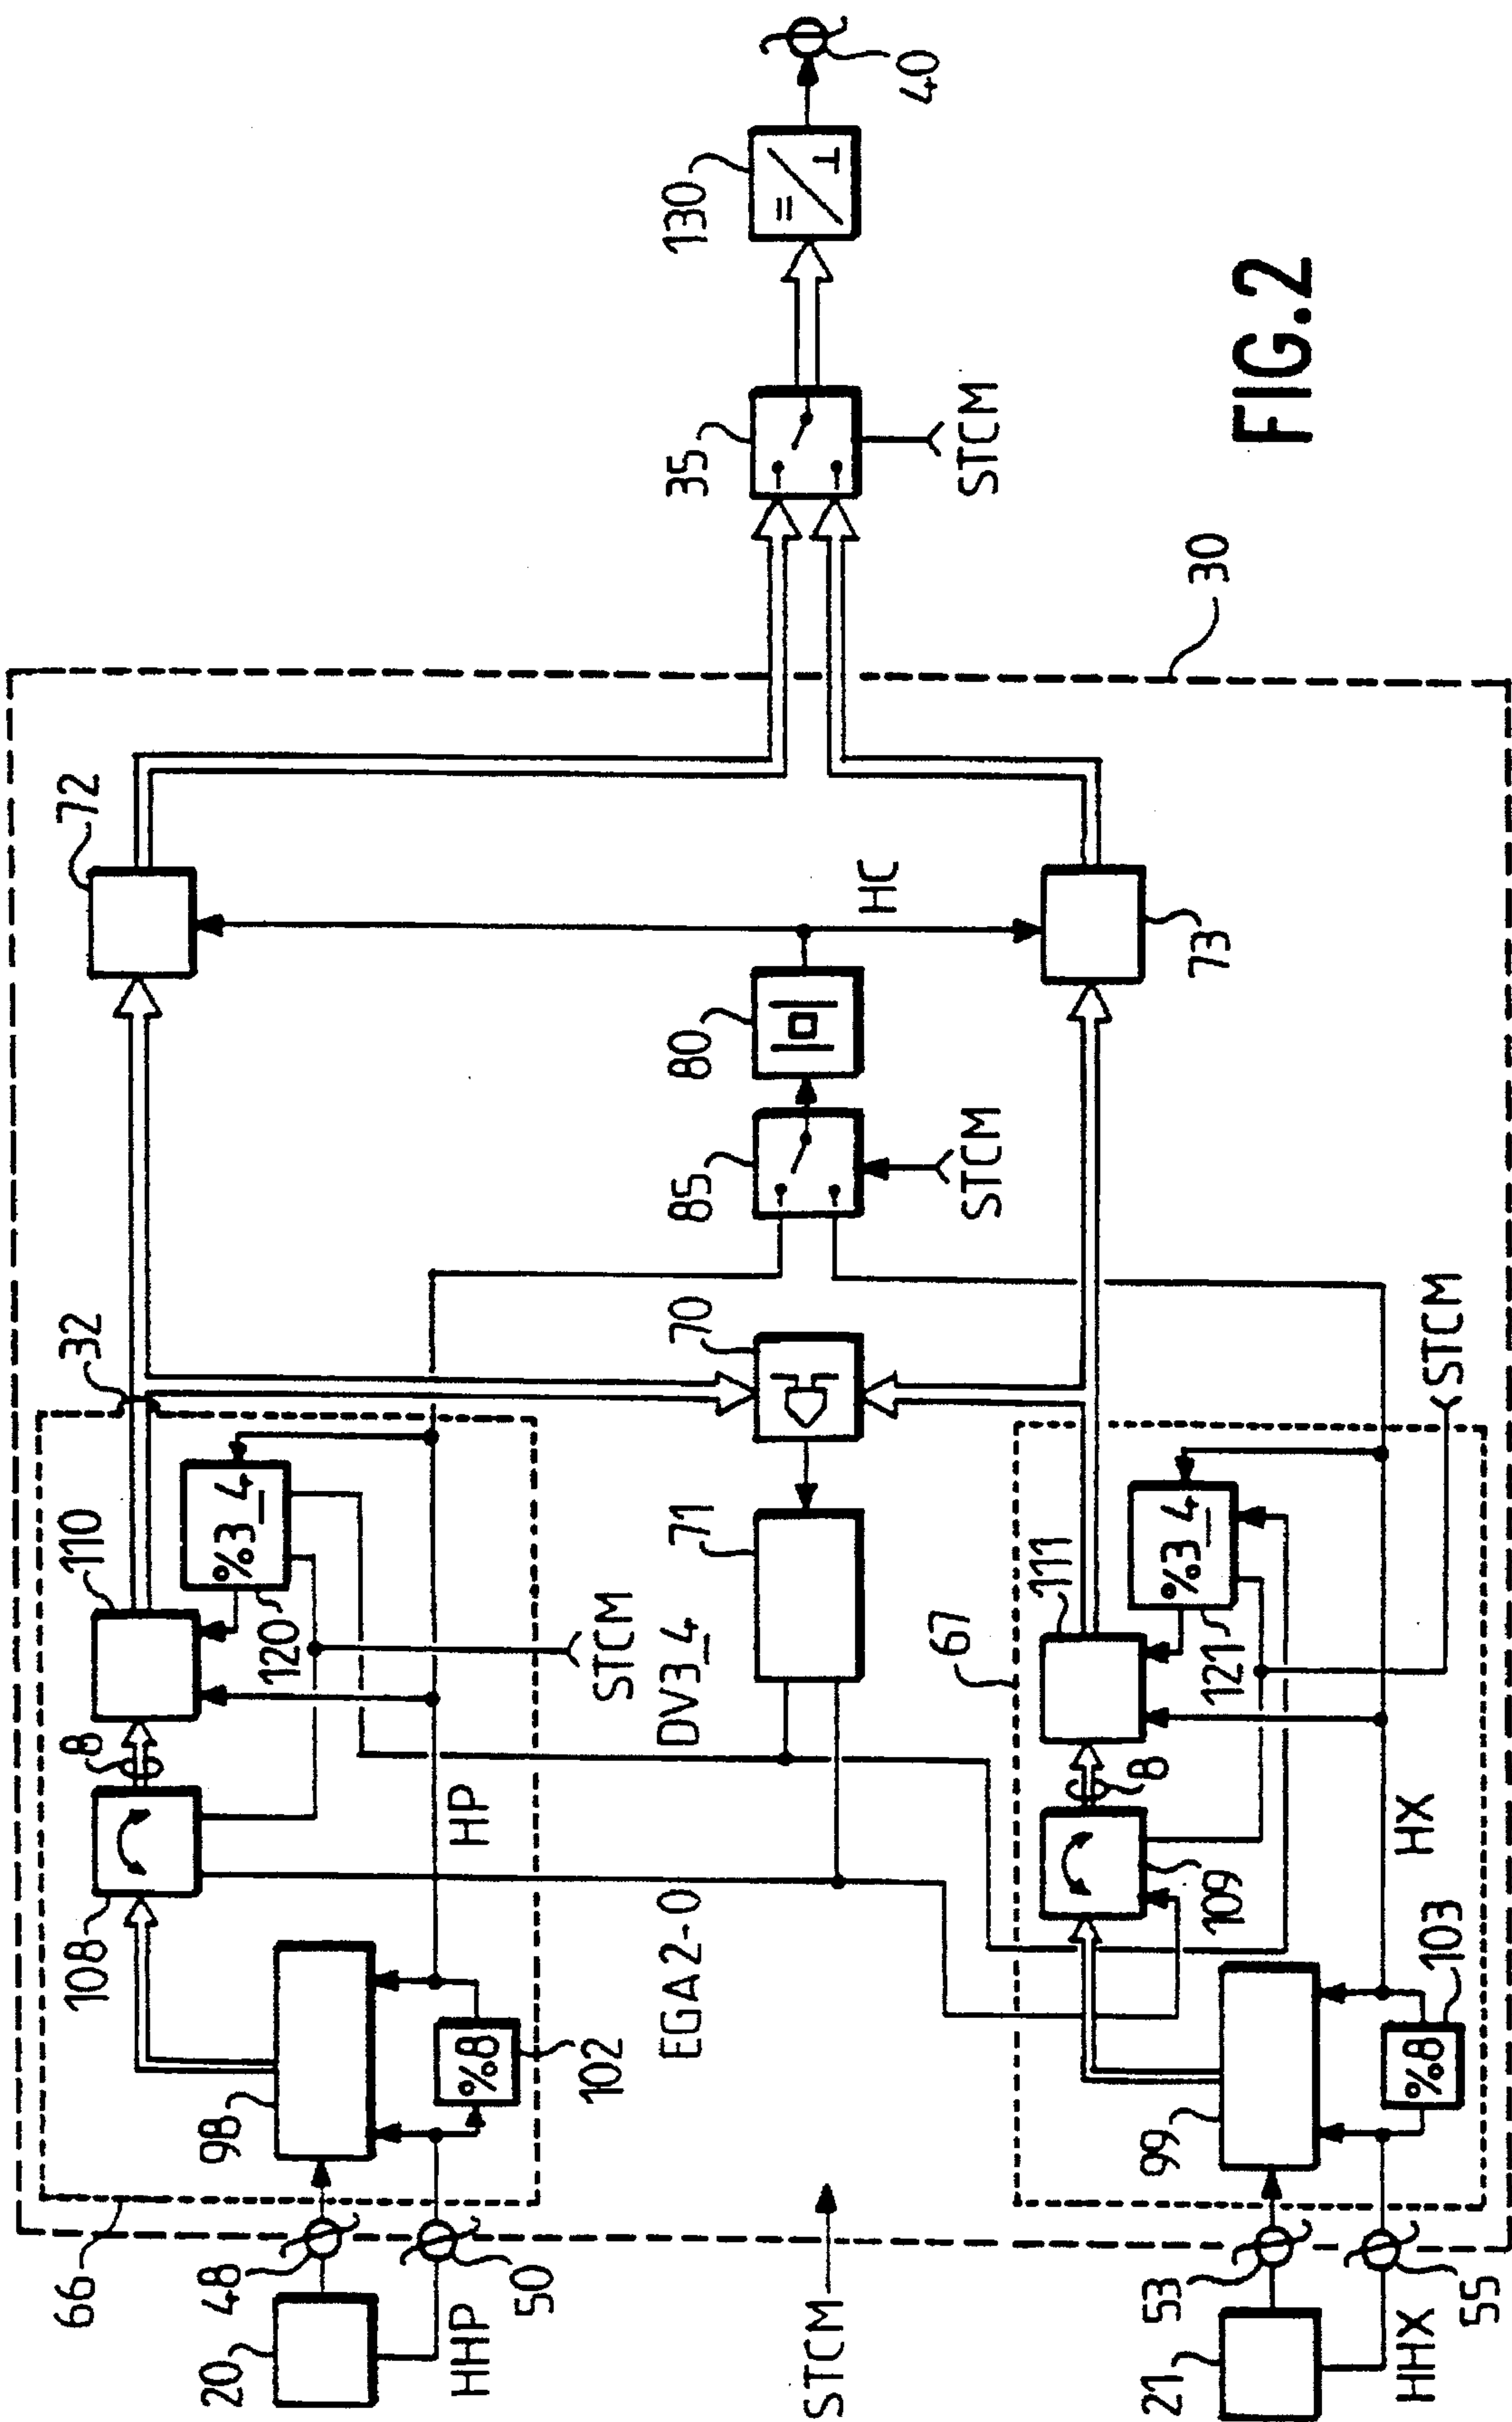 66
20
HHP
48
50
98
%8
102
108
8
HP
110
120
%3_4
32
STCM
72
EGA2-0
DV3_4
71
70
85
STCM
80
HC
STCM
73
35
STCM
130
= / ⊥
40
30
67
21
HHX
53
55
99
%8
103
109
8
HX
111
121
%3_4
STCM
FIG.2